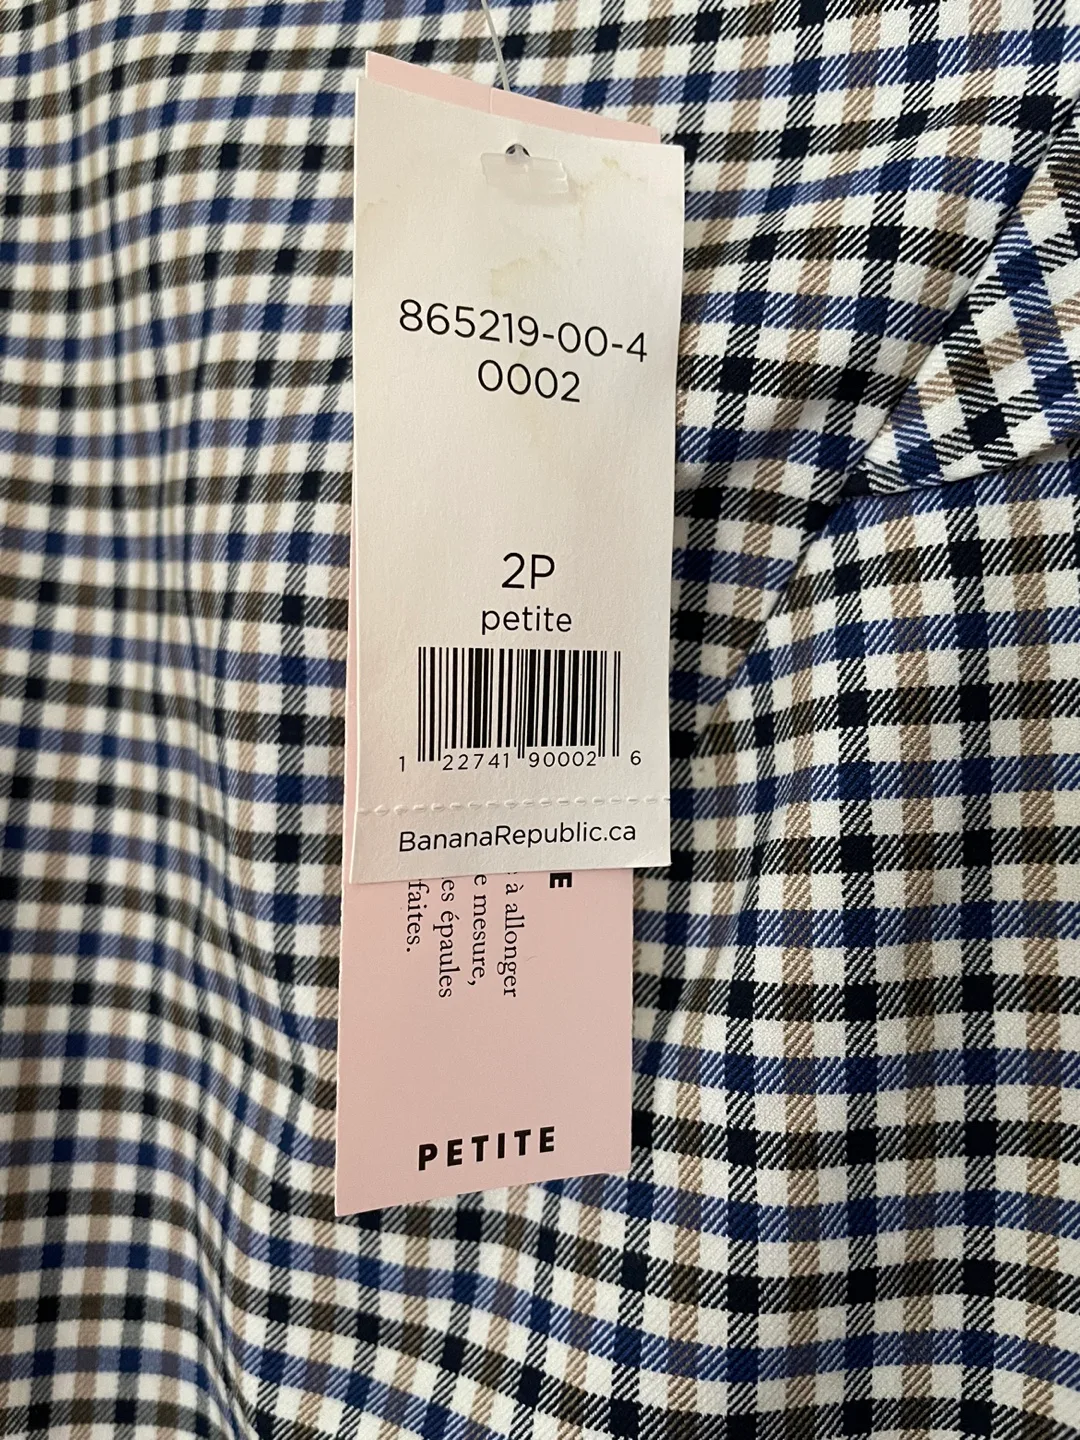 865219-00-4
0002
2P
petite
1 22741 90002 6
BananaRepublic.ca
E
à allonger
e mesure,
es épaules
faites.
PETITE